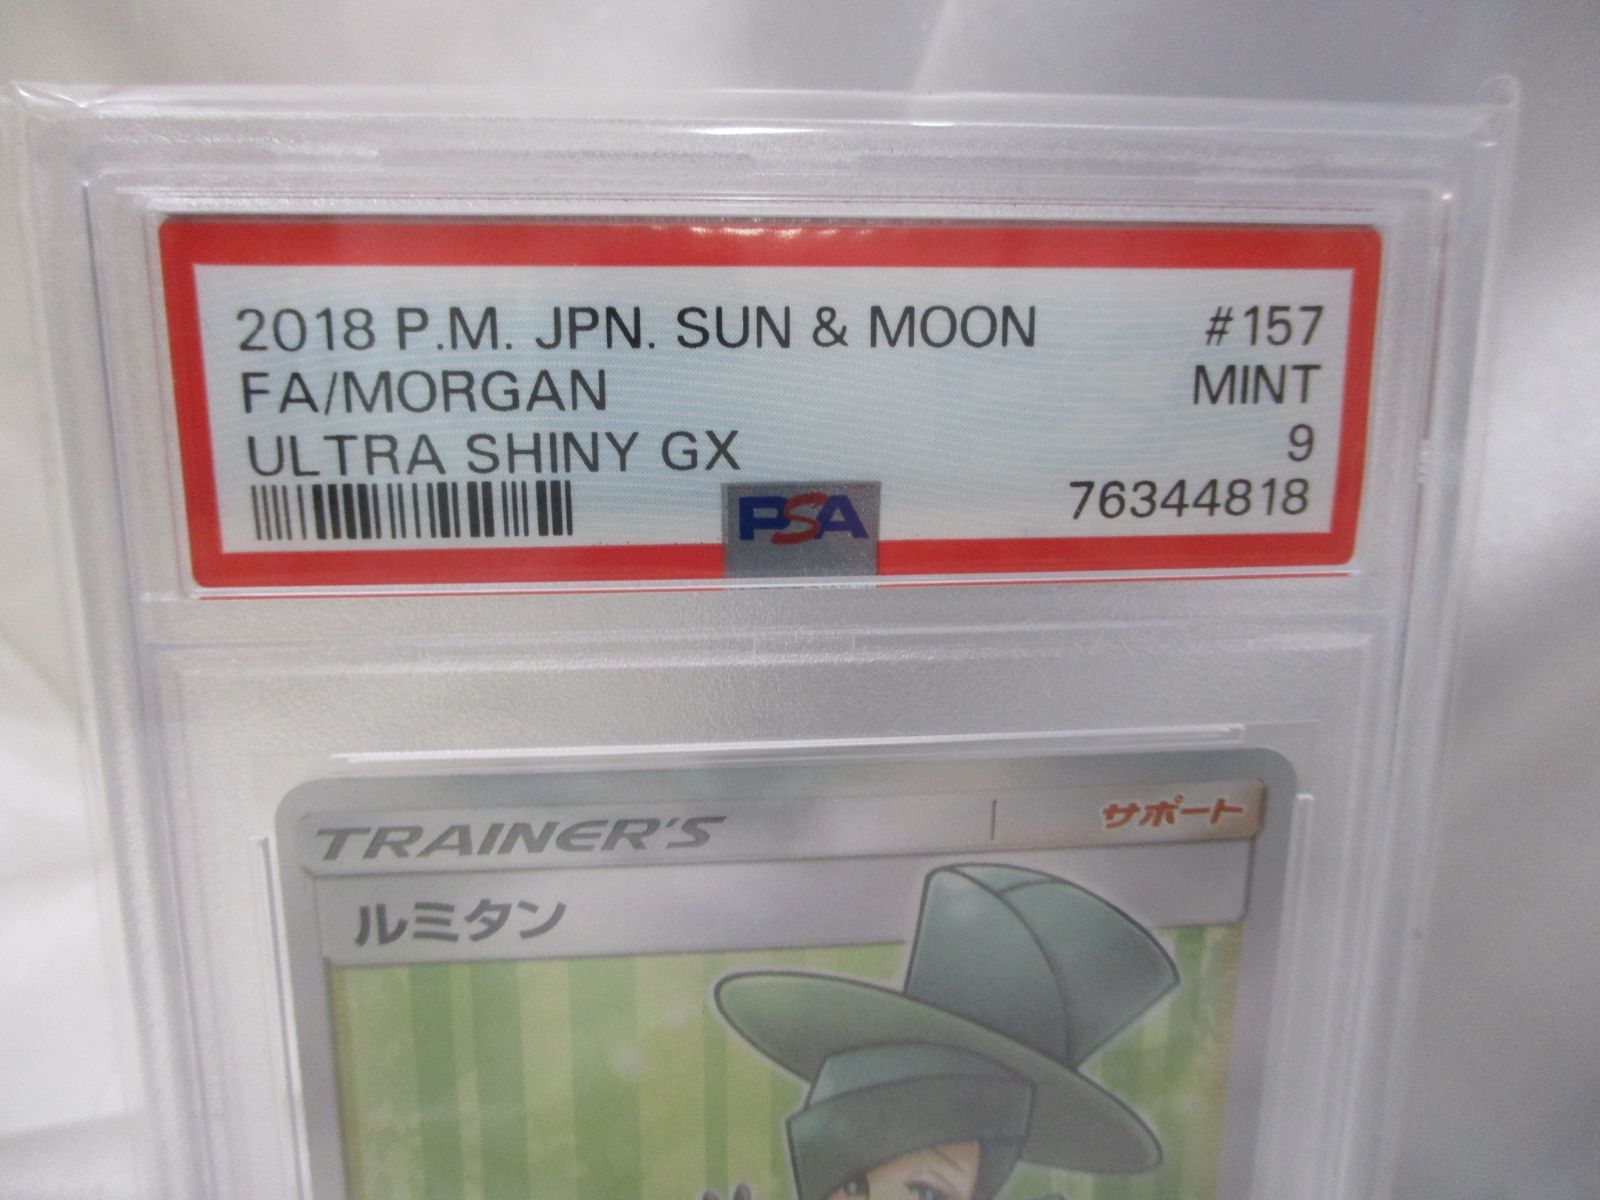 2018 P.M. JPN. SUN & MOON #157
FA/MORGAN MINT
ULTRA SHINY GX 9
PSA 76344818
TRAINER'S サポート
ルミタン